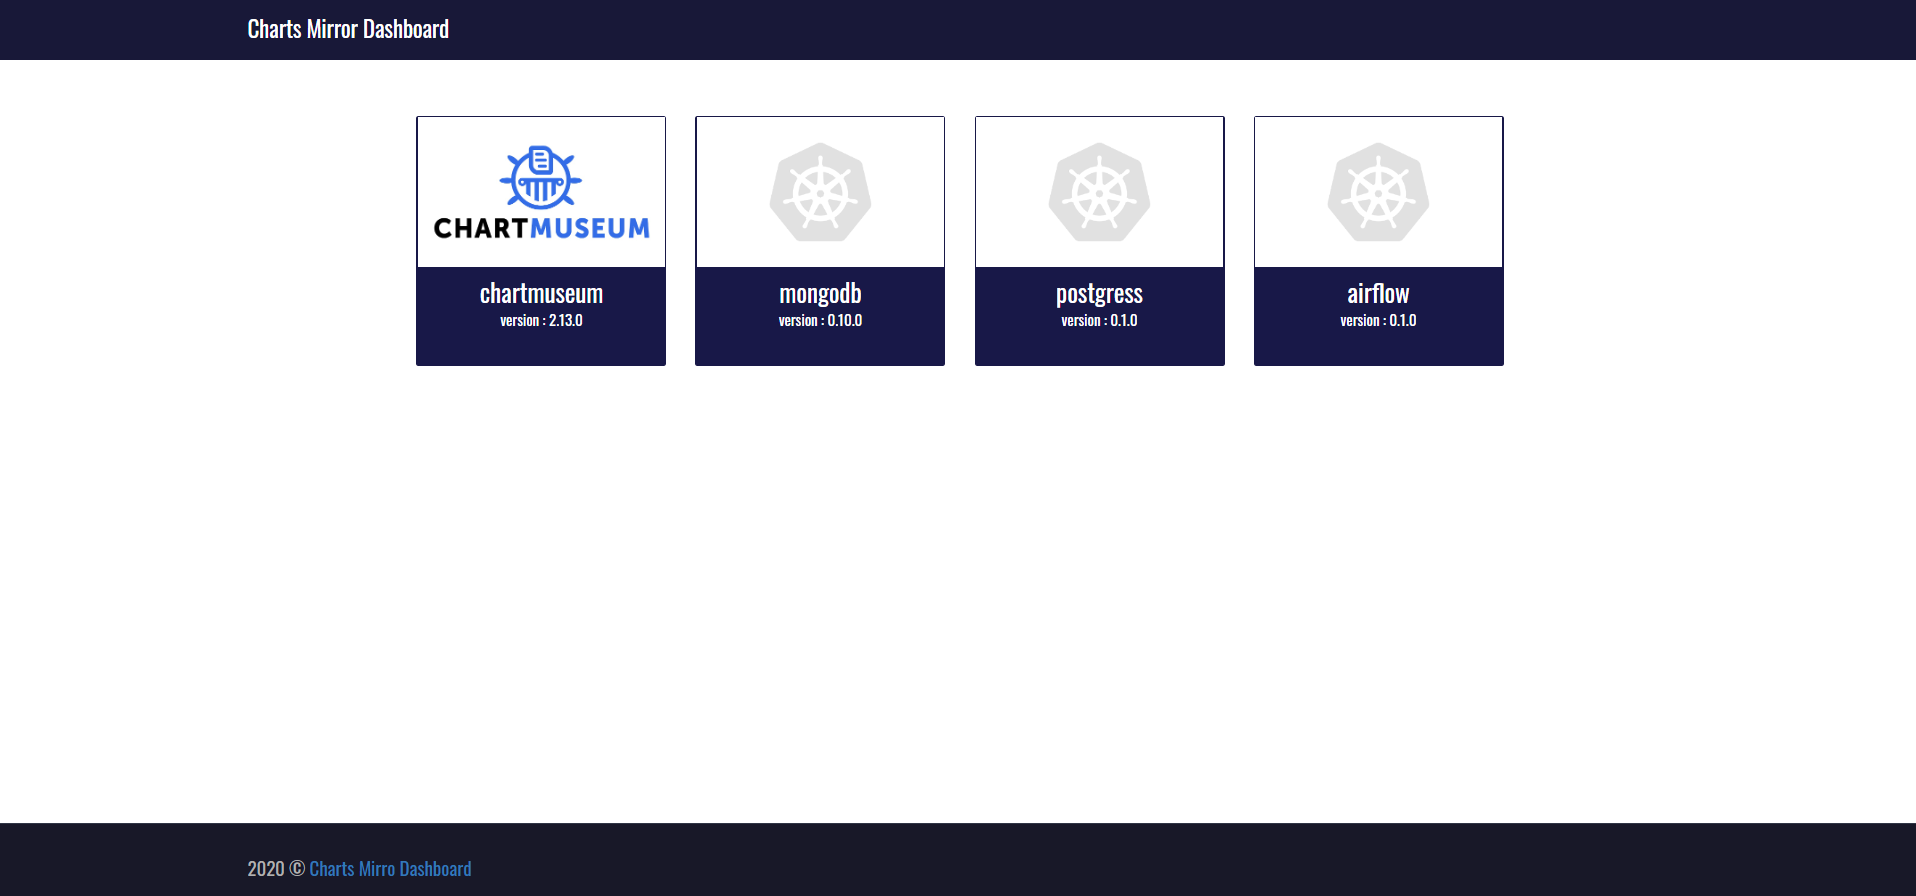 Charts Mirror Dashboard
CHARTMUSEUM
chartmuseum
version : 2.13.0
mongodb
version : 0.10.0
postgress
version : 0.1.0
airflow
version : 0.1.0
2020 © Charts Mirro Dashboard